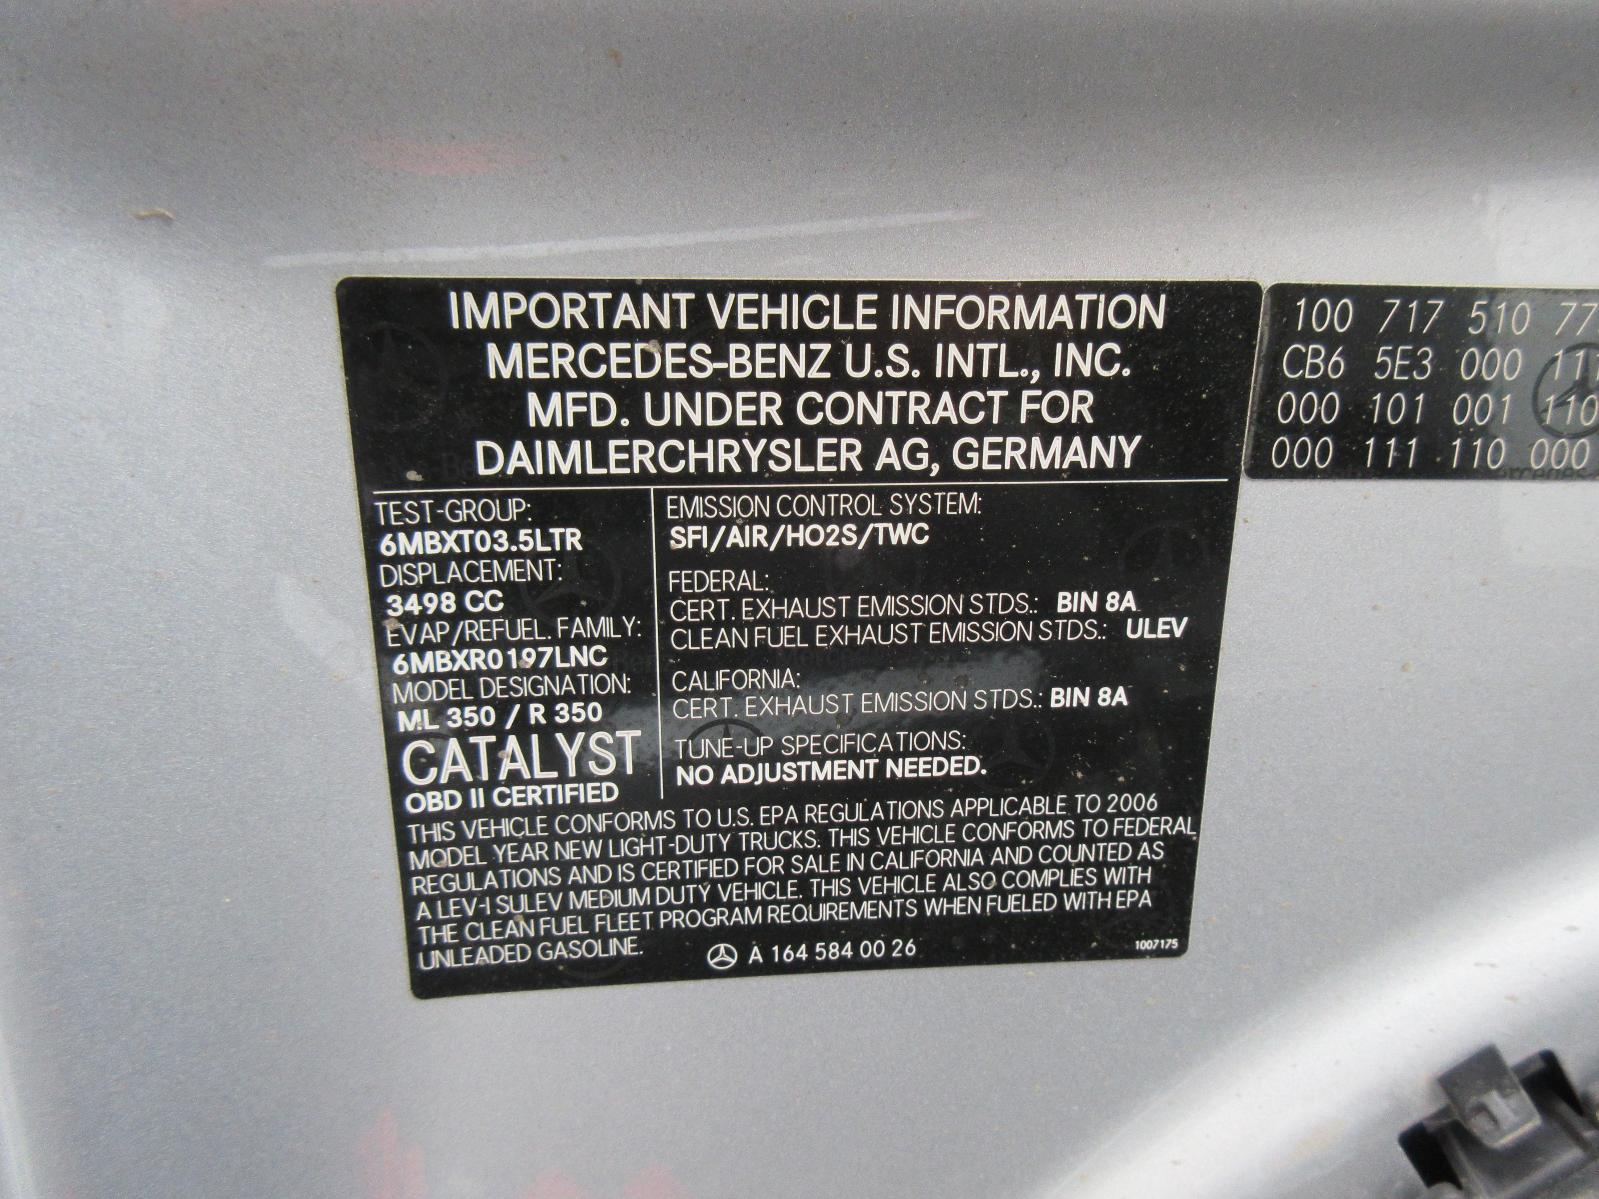 IMPORTANT VEHICLE INFORMATION
MERCEDES-BENZ U.S. INTL., INC.
MFD. UNDER CONTRACT FOR
DAIMLERCHRYSLER AG, GERMANY
TEST-GROUP:
6MBXT03.5LTR
DISPLACEMENT:
3498 CC
EVAP/REFUEL. FAMILY:
6MBXR0197LNC
MODEL DESIGNATION:
ML 350 / R 350
CATALYST
OBD II CERTIFIED
EMISSION CONTROL SYSTEM:
SFI/AIR/HO2S/TWC
FEDERAL:
CERT. EXHAUST EMISSION STDS.: BIN 8A
CLEAN FUEL EXHAUST EMISSION STDS.: ULEV
CALIFORNIA:
CERT. EXHAUST EMISSION STDS.: BIN 8A
TUNE-UP SPECIFICATIONS:
NO ADJUSTMENT NEEDED.
THIS VEHICLE CONFORMS TO U.S. EPA REGULATIONS APPLICABLE TO 2006
MODEL YEAR NEW LIGHT-DUTY TRUCKS. THIS VEHICLE CONFORMS TO FEDERAL
REGULATIONS AND IS CERTIFIED FOR SALE IN CALIFORNIA AND COUNTED AS
A LEV-I SULEV MEDIUM DUTY VEHICLE. THIS VEHICLE ALSO COMPLIES WITH
THE CLEAN FUEL FLEET PROGRAM REQUIREMENTS WHEN FUELED WITH EPA
UNLEADED GASOLINE.
A 164 584 00 26
1007175
100 717 510 77
CB6 5E3 000 111
000 101 001 110
000 111 110 000